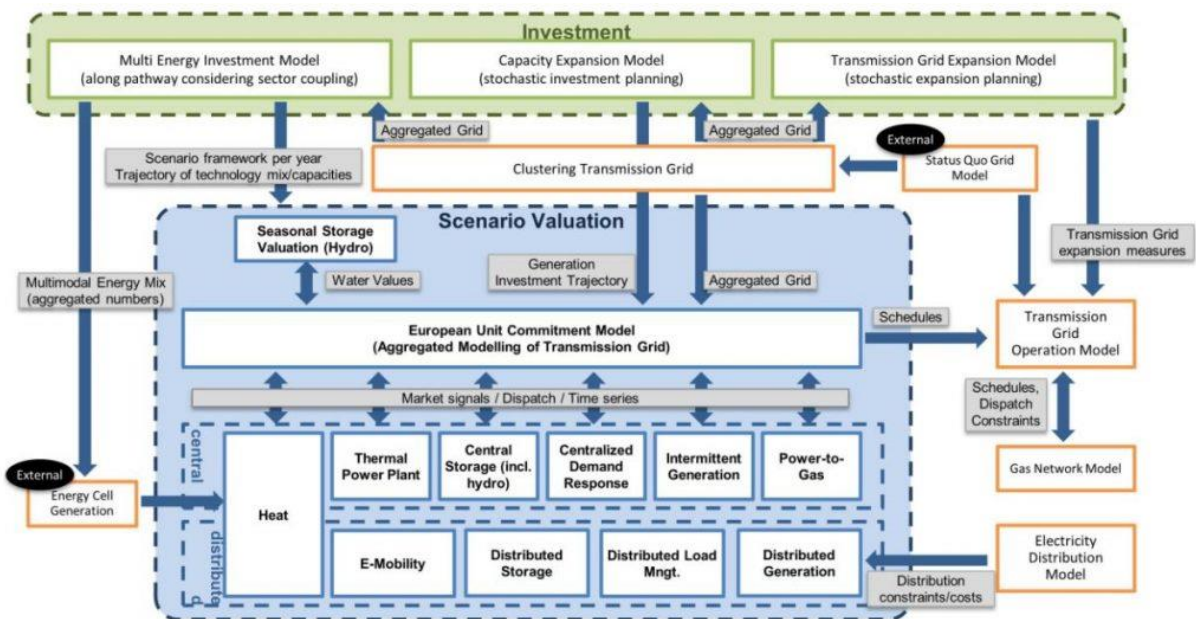 Investment
Multi Energy Investment Model
(along pathway considering sector coupling)
Capacity Expansion Model
(stochastic investment planning)
Transmission Grid Expansion Model
(stochastic expansion planning)
Aggregated Grid
Aggregated Grid
External
Scenario framework per year
Trajectory of technology mix/capacities
Clustering Transmission Grid
Status Quo Grid
Model
Scenario Valuation
Seasonal Storage
Valuation (Hydro)
Transmission Grid
expansion measures
Multimodal Energy Mix
(aggregated numbers)
Water Values
Generation
Investment Trajectory
Aggregated Grid
European Unit Commitment Model
(Aggregated Modelling of Transmission Grid)
Schedules
Transmission
Grid
Operation Model
Market signals / Dispatch / Time series
Schedules,
Dispatch
Constraints
central
Heat
Thermal
Power Plant
Central
Storage (incl.
hydro)
Centralized
Demand
Response
Intermittent
Generation
Power-to-
Gas
Gas Network Model
External
Energy Cell
Generation
distribute
d
E-Mobility
Distributed
Storage
Distributed Load
Mngt.
Distributed
Generation
Electricity
Distribution
Model
Distribution
constraints/costs